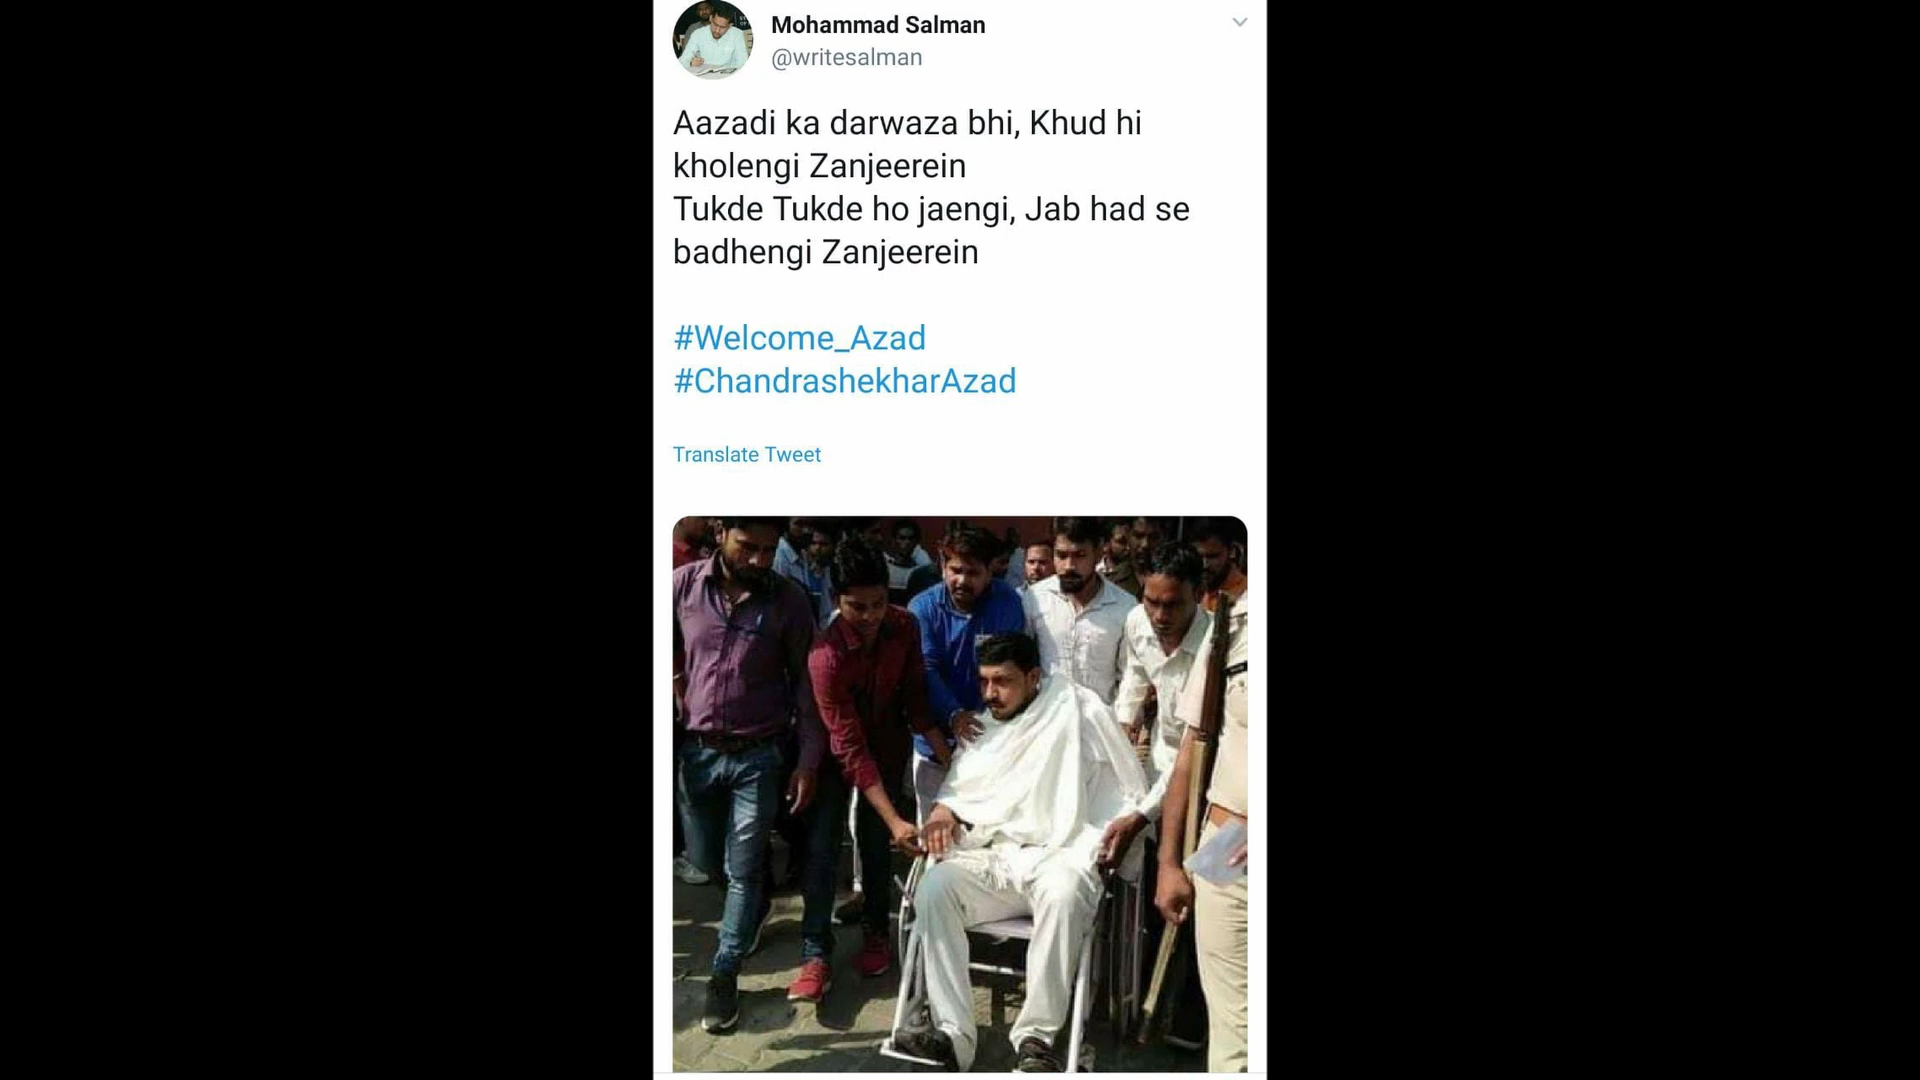 Mohammad Salman
@writesalman
Aazadi ka darwaza bhi, Khud hi
kholengi Zanjeerein
Tukde Tukde ho jaengi, Jab had se
badhengi Zanjeerein
#Welcome_Azad
#ChandrashekharAzad
Translate Tweet